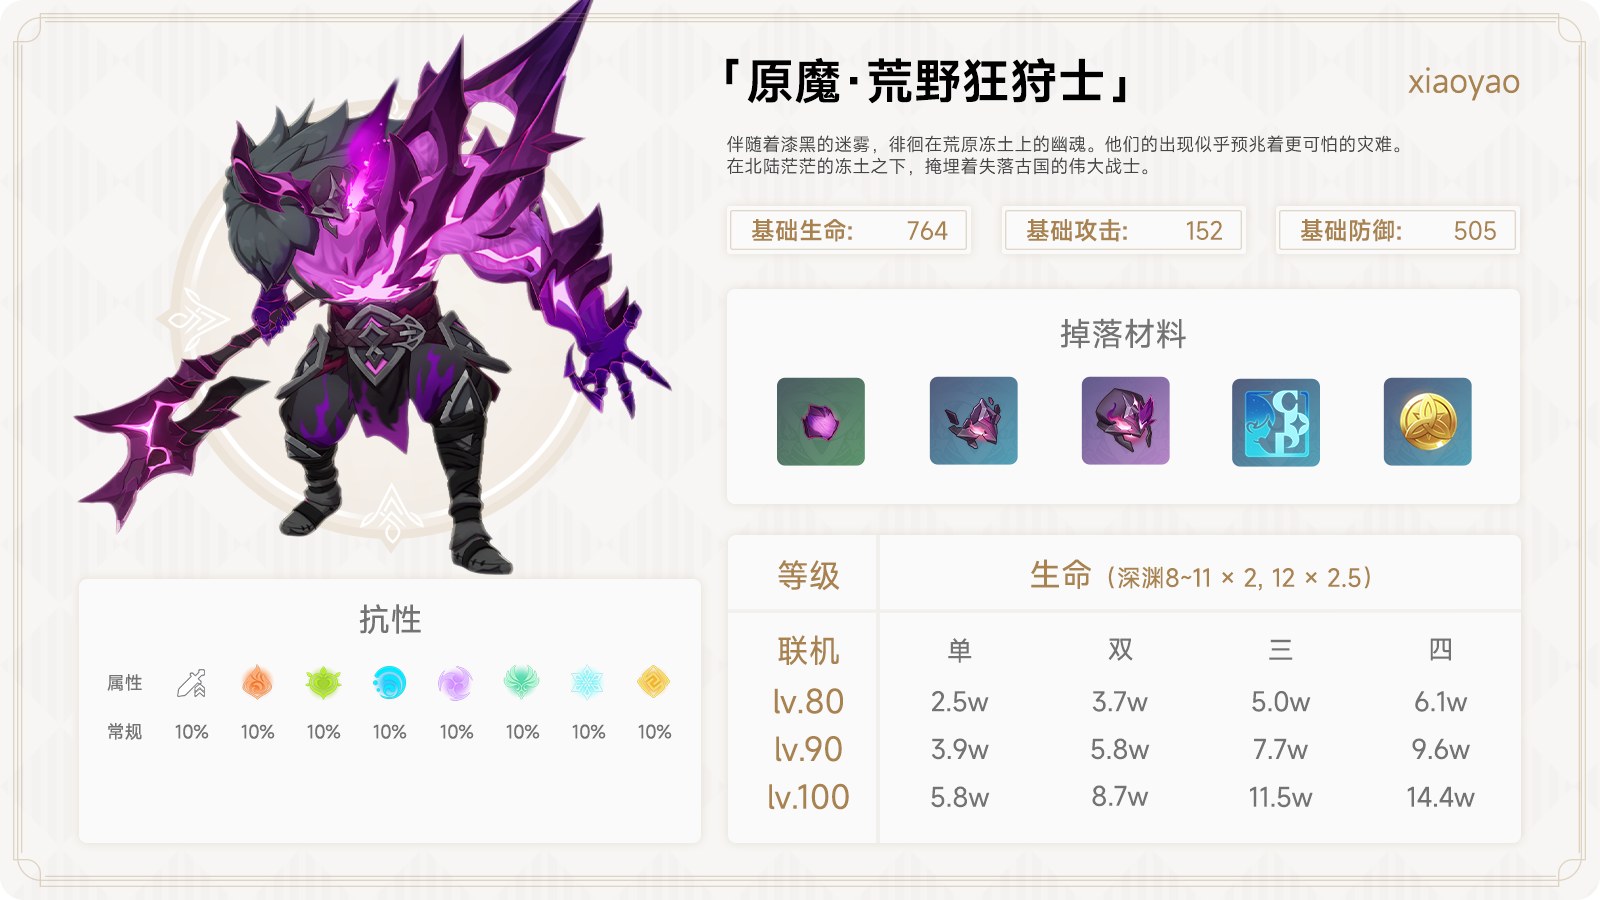 「原魔·荒野狂狩士」
xiaoyao
伴随着漆黑的迷雾，徘徊在荒原冻土上的幽魂。他们的出现似乎预兆着更可怕的灾难。
在北陆茫茫的冻土之下，掩埋着失落古国的伟大战士。
基础生命: 764
基础攻击: 152
基础防御: 505
掉落材料
抗性
属性
常规 10% 10% 10% 10% 10% 10% 10% 10%
等级 生命（深渊8~11 × 2, 12 × 2.5）
联机 单 双 三 四
lv.80 2.5w 3.7w 5.0w 6.1w
lv.90 3.9w 5.8w 7.7w 9.6w
lv.100 5.8w 8.7w 11.5w 14.4w